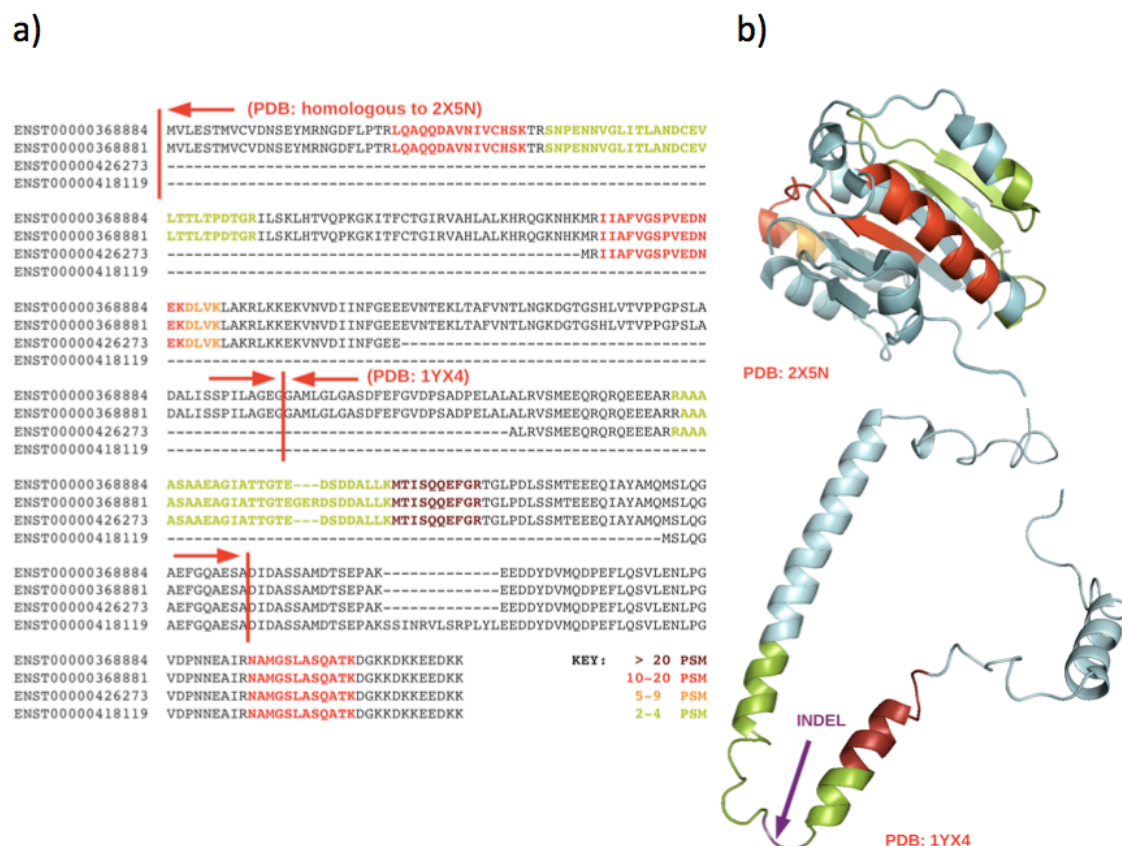 a)
b)
(PDB: homologous to 2X5N)
ENST00000368884 MVLESTMVCVDNSEYMRNGDFLPTRLQAQQDAVNIVCHSKTRSNPENNVGLITLANDCEV
ENST00000368881 MVLESTMVCVDNSEYMRNGDFLPTRLQAQQDAVNIVCHSKTRSNPENNVGLITLANDCEV
ENST00000426273 ------------------------------------------------------------
ENST00000418119 ------------------------------------------------------------
ENST00000368884 LTTLTPDTGRILSKLHTVQPKGKITFCTGIRVAHLALKHRQGKNHKMRIIAFVGSPVEDN
ENST00000368881 LTTLTPDTGRILSKLHTVQPKGKITFCTGIRVAHLALKHRQGKNHKMRIIAFVGSPVEDN
ENST00000426273 ----------------------------------------------MRIIAFVGSPVEDN
ENST00000418119 ------------------------------------------------------------
ENST00000368884 EKDLVKLAKRLKKEKVNVDIINFGEEEVNTEKLTAFVNTLNGKDGTGSHLVTVPPGPSLA
ENST00000368881 EKDLVKLAKRLKKEKVNVDIINFGEEEVNTEKLTAFVNTLNGKDGTGSHLVTVPPGPSLA
ENST00000426273 EKDLVKLAKRLKKEKVNVDIINFGEE----------------------------------
ENST00000418119 ------------------------------------------------------------
(PDB: 1YX4)
ENST00000368884 DALISSPILAGEGGAMLGLGASDFEFGVDPSADPELALALRVSMEEQRQRQEEEARRAAA
ENST00000368881 DALISSPILAGEGGAMLGLGASDFEFGVDPSADPELALALRVSMEEQRQRQEEEARRAAA
ENST00000426273 --------------------------------------ALRVSMEEQRQRQEEEARRAAA
ENST00000418119 ------------------------------------------------------------
ENST00000368884 ASAAEAGIATTGTE---DSDDALLKMTISQQEFGRTGLPDLSSMTEEEQIAYAMQMSLQG
ENST00000368881 ASAAEAGIATTGTEGERDSDDALLKMTISQQEFGRTGLPDLSSMTEEEQIAYAMQMSLQG
ENST00000426273 ASAAEAGIATTGTE---DSDDALLKMTISQQEFGRTGLPDLSSMTEEEQIAYAMQMSLQG
ENST00000418119 -------------------------------------------------------MSLQG
ENST00000368884 AEFGQAESADIDASSAMDTSEPAK-------------EEDDYDVMQDPEFLQSVLENLPG
ENST00000368881 AEFGQAESADIDASSAMDTSEPAK-------------EEDDYDVMQDPEFLQSVLENLPG
ENST00000426273 AEFGQAESADIDASSAMDTSEPAK-------------EEDDYDVMQDPEFLQSVLENLPG
ENST00000418119 AEFGQAESADIDASSAMDTSEPAKSSINRVLSRPLYLEEDDYDVMQDPEFLQSVLENLPG
ENST00000368884 VDPNNEAIRNAMGSLASQATKDGKKDKKEEDKK
ENST00000368881 VDPNNEAIRNAMGSLASQATKDGKKDKKEEDKK
ENST00000426273 VDPNNEAIRNAMGSLASQATKDGKKDKKEEDKK
ENST00000418119 VDPNNEAIRNAMGSLASQATKDGKKDKKEEDKK
KEY: > 20 PSM
10-20 PSM
5-9 PSM
2-4 PSM
PDB: 2X5N
INDEL
PDB: 1YX4